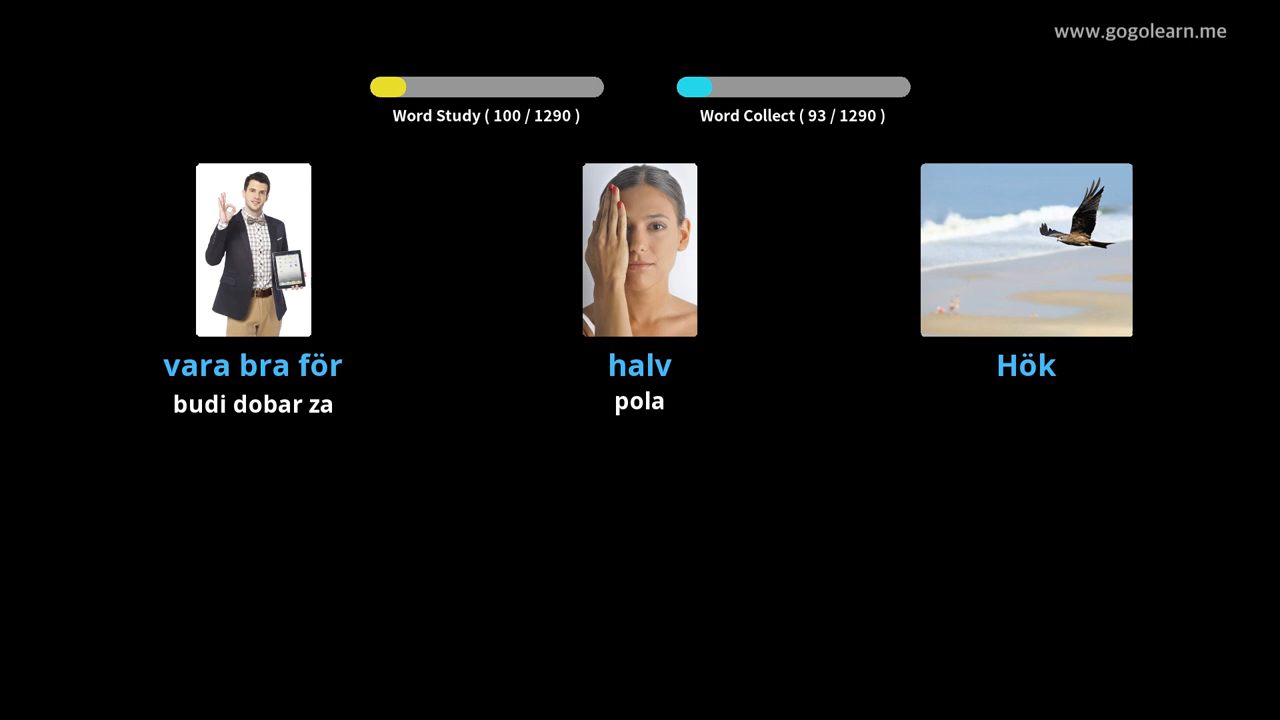 www.gogolearn.me
Word Study ( 100 / 1290 )
Word Collect ( 93 / 1290 )
vara bra för
budi dobar za
halv
pola
Hök